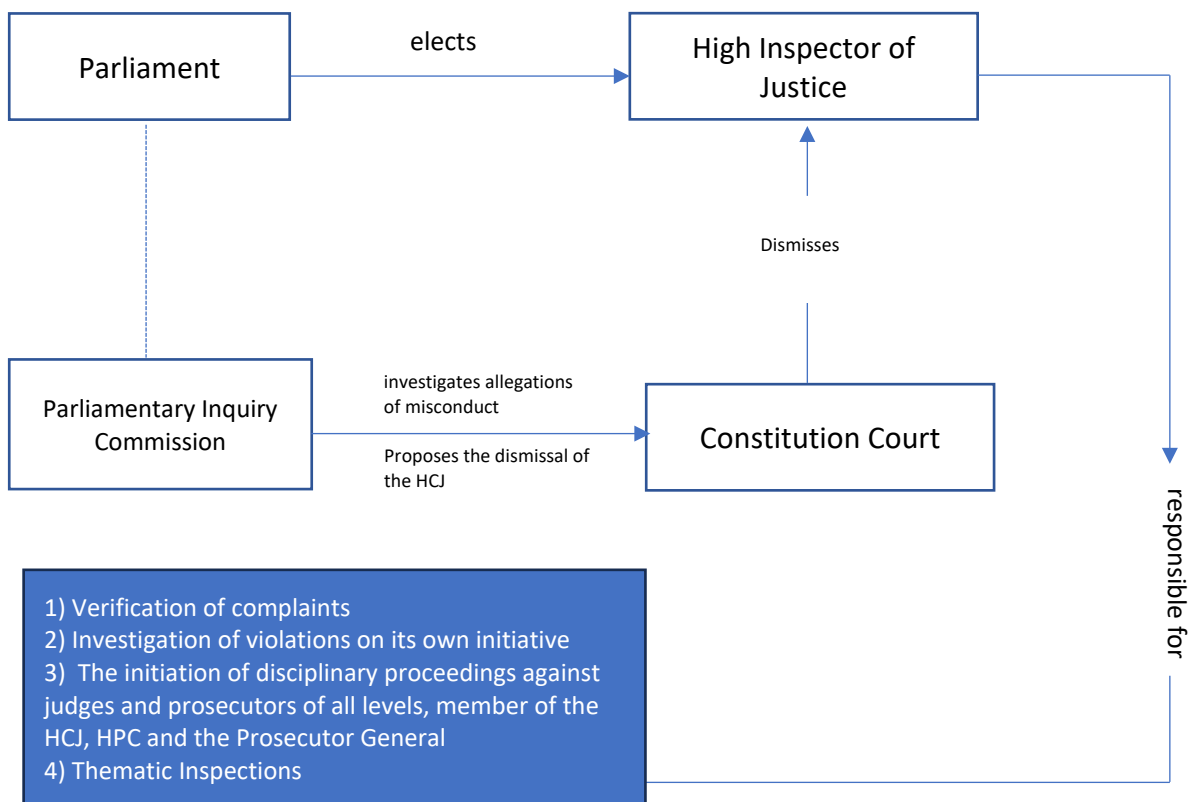 Parliament
elects
High Inspector of
Justice
Dismisses
Parliamentary Inquiry
Commission
investigates allegations
of misconduct
Proposes the dismissal of
the HCJ
Constitution Court
responsible for
1) Verification of complaints
2) Investigation of violations on its own initiative
3)  The initiation of disciplinary proceedings against
judges and prosecutors of all levels, member of the
HCJ, HPC and the Prosecutor General
4) Thematic Inspections